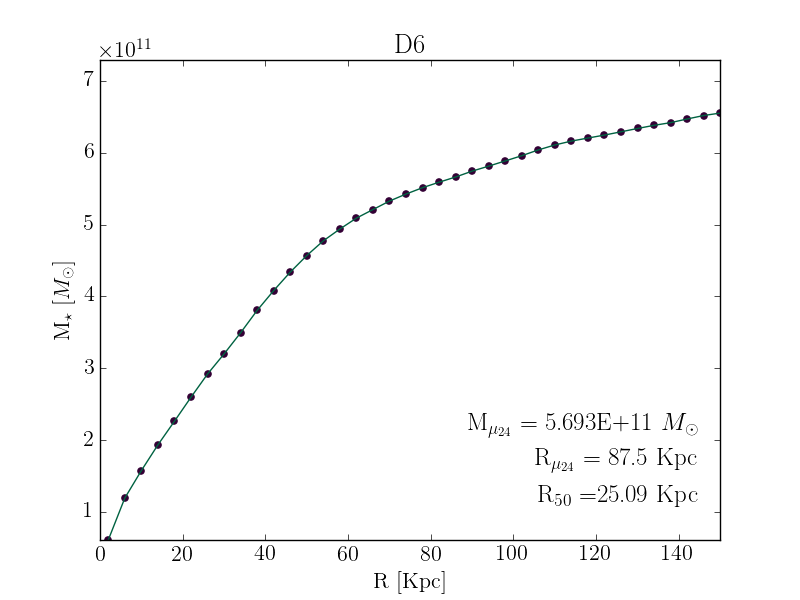 D6
×10¹¹
7
6
5
4
3
2
1
M⋆ [M⊙]
M_μ₂₄ = 5.693E+11 M⊙
R_μ₂₄ = 87.5 Kpc
R₅₀ =25.09 Kpc
0 20 40 60 80 100 120 140
R [Kpc]